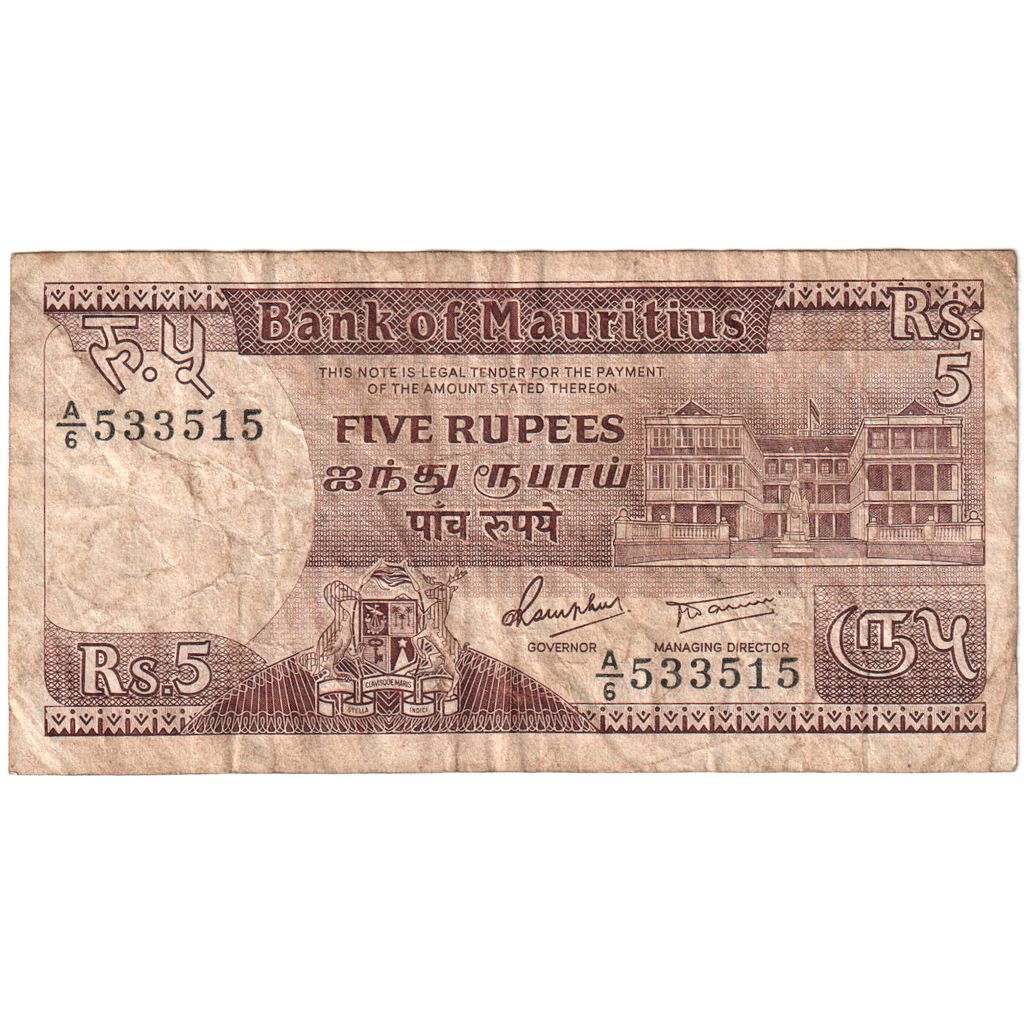 Bank of Mauritius
Rs.
5
रु. ५
THIS NOTE IS LEGAL TENDER FOR THE PAYMENT
OF THE AMOUNT STATED THEREON
A/6 533515
FIVE RUPEES
ஐந்து ரூபாய்
पाँच रुपये
GOVERNOR
MANAGING DIRECTOR
Rs.5
STELLA CLAVISQUE MARIS INDICI
A/6 533515
ரூ ५